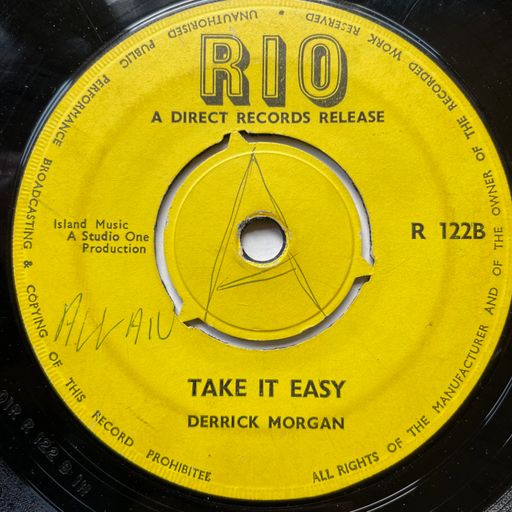 RIO
A DIRECT RECORDS RELEASE
Island Music
A Studio One
Production
R 122B
A
ALLAIN
TAKE IT EASY
DERRICK MORGAN
ALL RIGHTS OF THE MANUFACTURER AND OF THE OWNER OF THE RECORDED WORK RESERVED
UNAUTHORISED PUBLIC PERFORMANCE BROADCASTING & COPYING OF THIS RECORD PROHIBITED
R 122 B